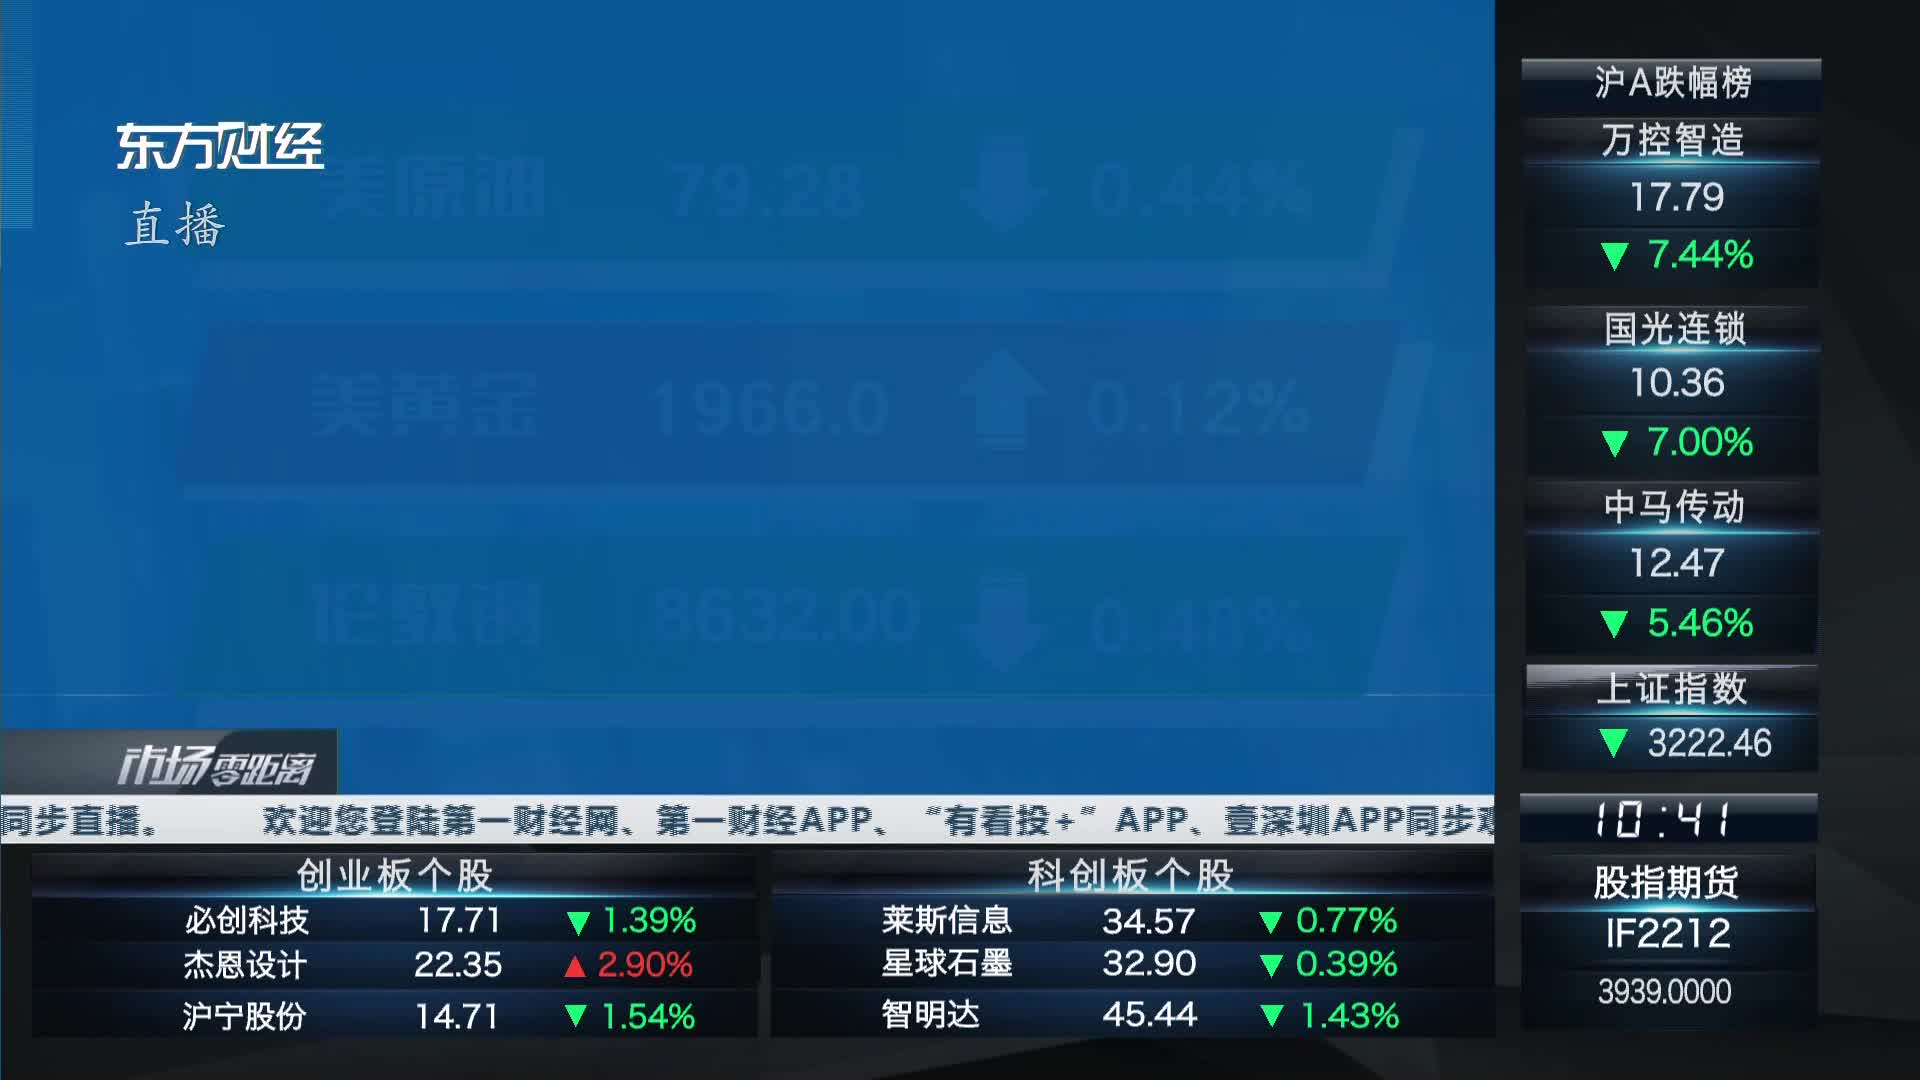 东方财经
直播
美原油 79.28 0.44%
美黄金 1966.0 0.12%
伦敦铜 8632.00 0.48%
市场零距离
同步直播。 欢迎您登陆第一财经网、第一财经APP、“有看投+”APP、壹深圳APP同步
创业板个股
必创科技 17.71 ▼ 1.39%
杰恩设计 22.35 ▲ 2.90%
沪宁股份 14.71 ▼ 1.54%
科创板个股
莱斯信息 34.57 ▼ 0.77%
星球石墨 32.90 ▼ 0.39%
智明达 45.44 ▼ 1.43%
沪A跌幅榜
万控智造
17.79
▼ 7.44%
国光连锁
10.36
▼ 7.00%
中马传动
12.47
▼ 5.46%
上证指数
▼ 3222.46
10:41
股指期货
IF2212
3939.0000